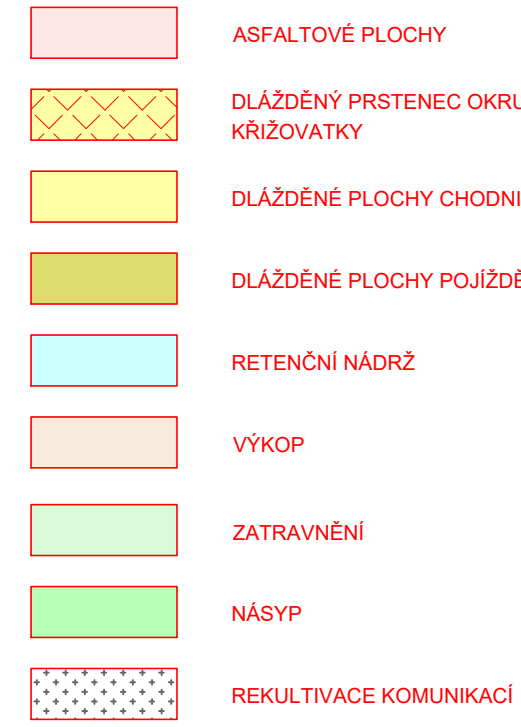 ASFALTOVÉ PLOCHY
DLÁŽDĚNÝ PRSTENEC
KŘIŽOVATKY
DLÁŽDĚNÉ PLOCHY
DLÁŽDĚNÉ PLOCHY
RETENČNÍ NÁDRŽ
VÝKOP
ZATRAVNĚNÍ
NÁSYP
REKULTIVACE KOMUNIKACÍ